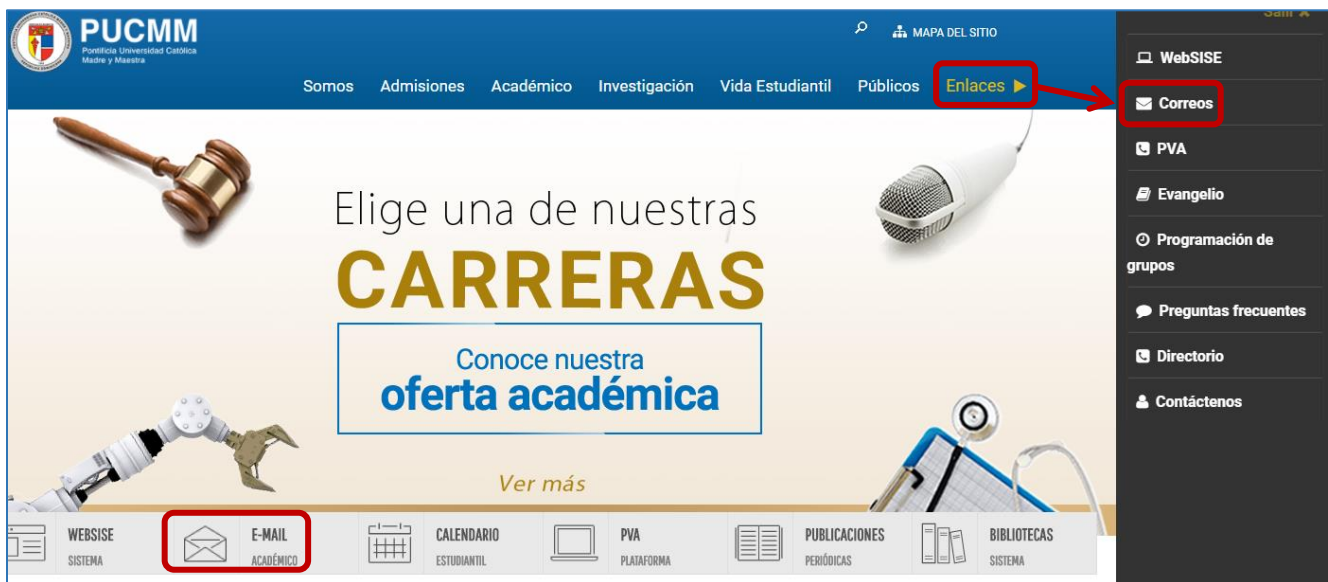 PUCMM
Pontificia Universidad Católica
Madre y Maestra
MAPA DEL SITIO
Somos Admisiones Académico Investigación Vida Estudiantil Públicos Enlaces
Elige una de nuestras
CARRERAS
Conoce nuestra
oferta académica
Ver más
WEBSISE
SISTEMA
E-MAIL
ACADÉMICO
CALENDARIO
ESTUDIANTIL
PVA
PLATAFORMA
PUBLICACIONES
PERIÓDICAS
BIBLIOTECAS
SISTEMA
Salir
WebSISE
Correos
PVA
Evangelio
Programación de
grupos
Preguntas frecuentes
Directorio
Contáctenos